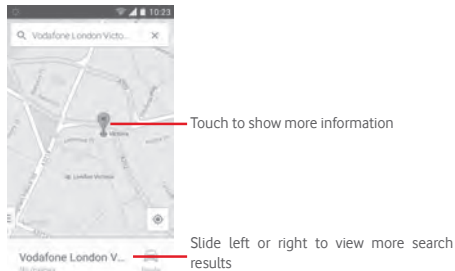 10:23
Vodafone London Victo...
Touch to show more information
Victoria
Vodafone London V...
Slide left or right to view more search
results